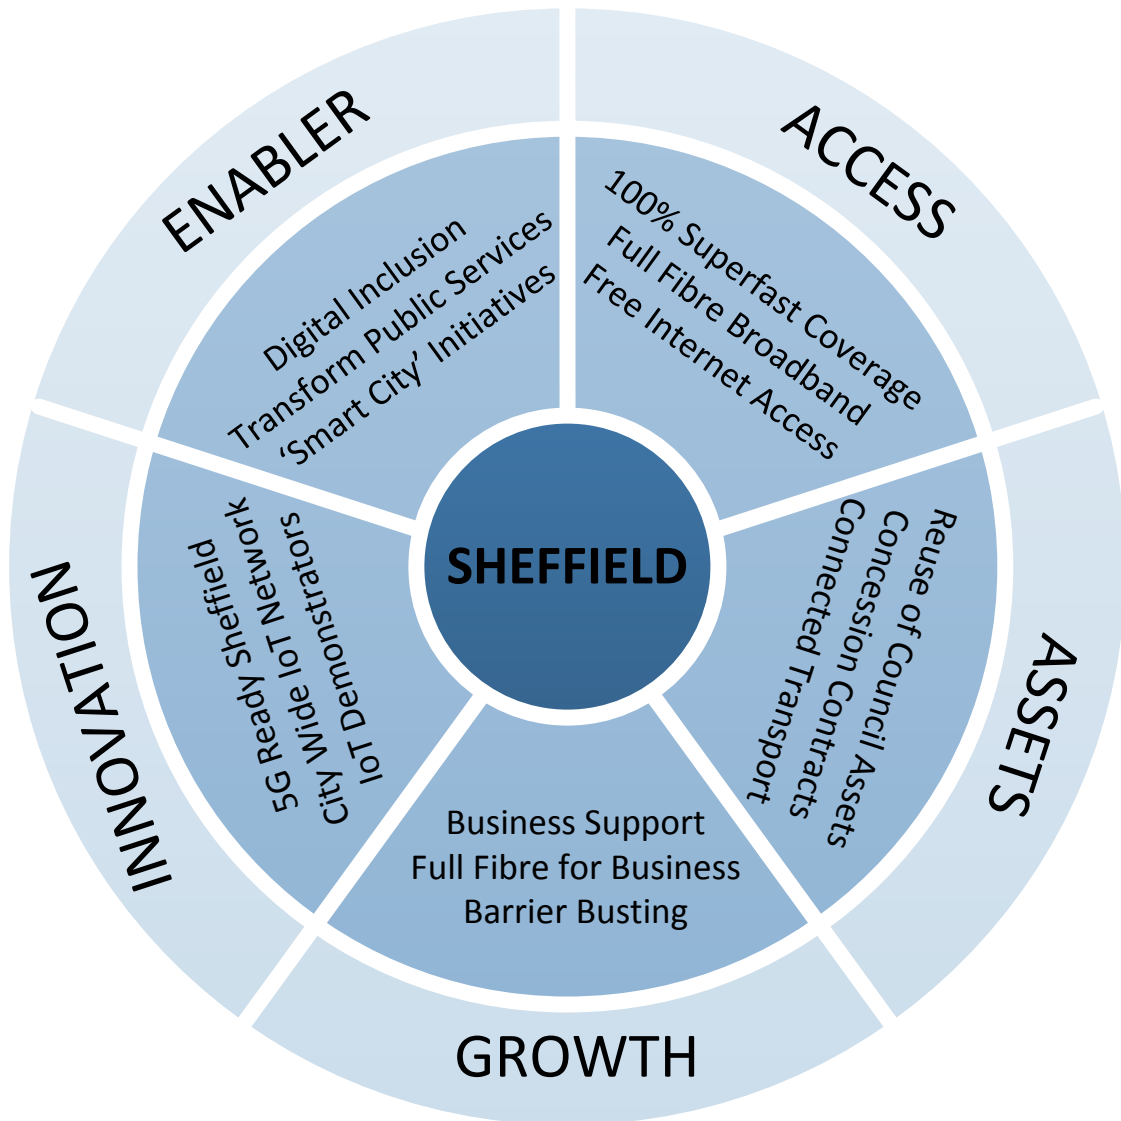 ENABLER
Digital Inclusion
Transform Public Services
‘Smart City’ Initiatives
ACCESS
100% Superfast Coverage
Full Fibre Broadband
Free Internet Access
ASSETS
Reuse of Council Assets
Concession Contracts
Connected Transport
GROWTH
Business Support
Full Fibre for Business
Barrier Busting
INNOVATION
5G Ready Sheffield
City Wide IoT Network
IoT Demonstrators
SHEFFIELD